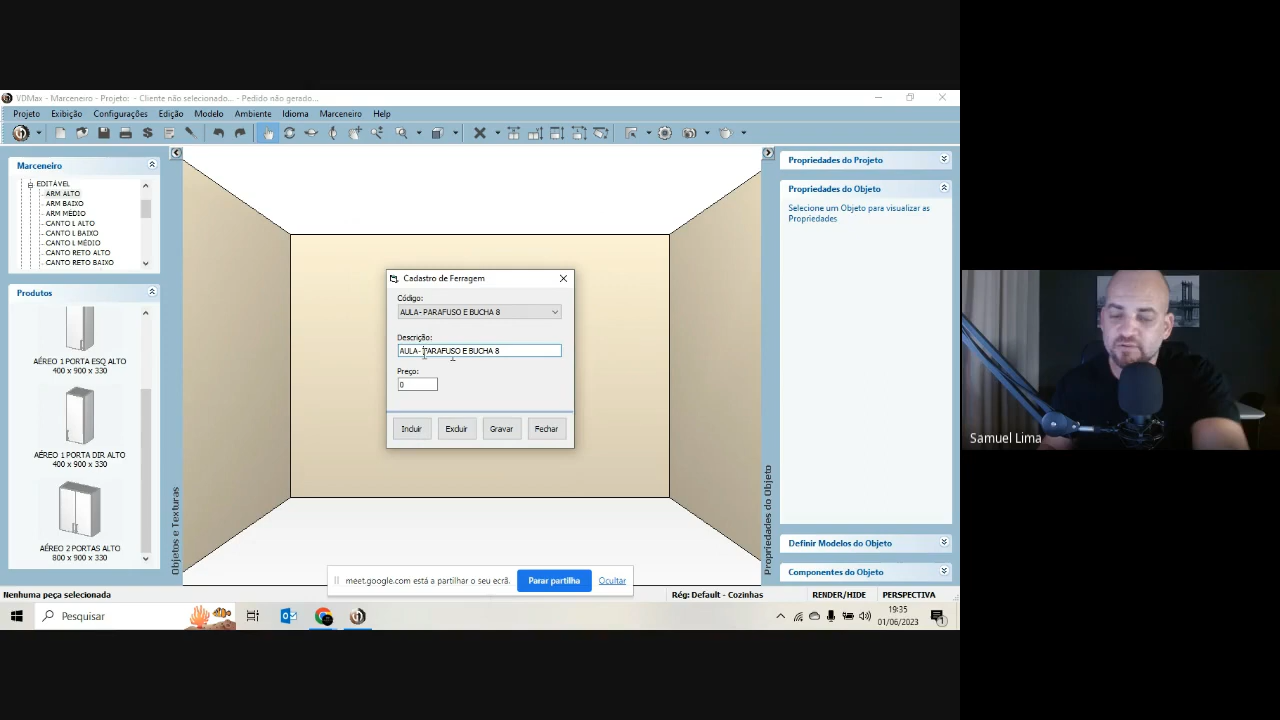 VDMax - Marceneiro - Projeto: - Cliente não selecionado... - Pedido não gerado...
Projeto Exibição Configurações Edição Modelo Ambiente Idioma Marceneiro Help
Marceneiro
EDITÁVEL
ARM ALTO
ARM BAIXO
ARM MÉDIO
CANTO L ALTO
CANTO L BAIXO
CANTO L MÉDIO
CANTO RETO ALTO
CANTO RETO BAIXO
Produtos
AÉREO 1 PORTA ESQ ALTO
400 x 900 x 330
AÉREO 1 PORTA DIR ALTO
400 x 900 x 330
AÉREO 2 PORTAS ALTO
800 x 900 x 330
Objetos e Texturas
Cadastro de Ferragem
Código:
AULA- PARAFUSO E BUCHA 8
Descrição:
AULA- PARAFUSO E BUCHA 8
Preço:
0
Incluir Excluir Gravar Fechar
Propriedades do Objeto
Propriedades do Projeto
Propriedades do Objeto
Selecione um Objeto para visualizar as
Propriedades
Definir Modelos do Objeto
Componentes do Objeto
meet.google.com está a partilhar o seu ecrã. Parar partilha Ocultar
Nenhuma peça selecionada
Rég: Default - Cozinhas RENDER/HIDE PERSPECTIVA
Pesquisar
19:35
01/06/2023
1
Samuel Lima